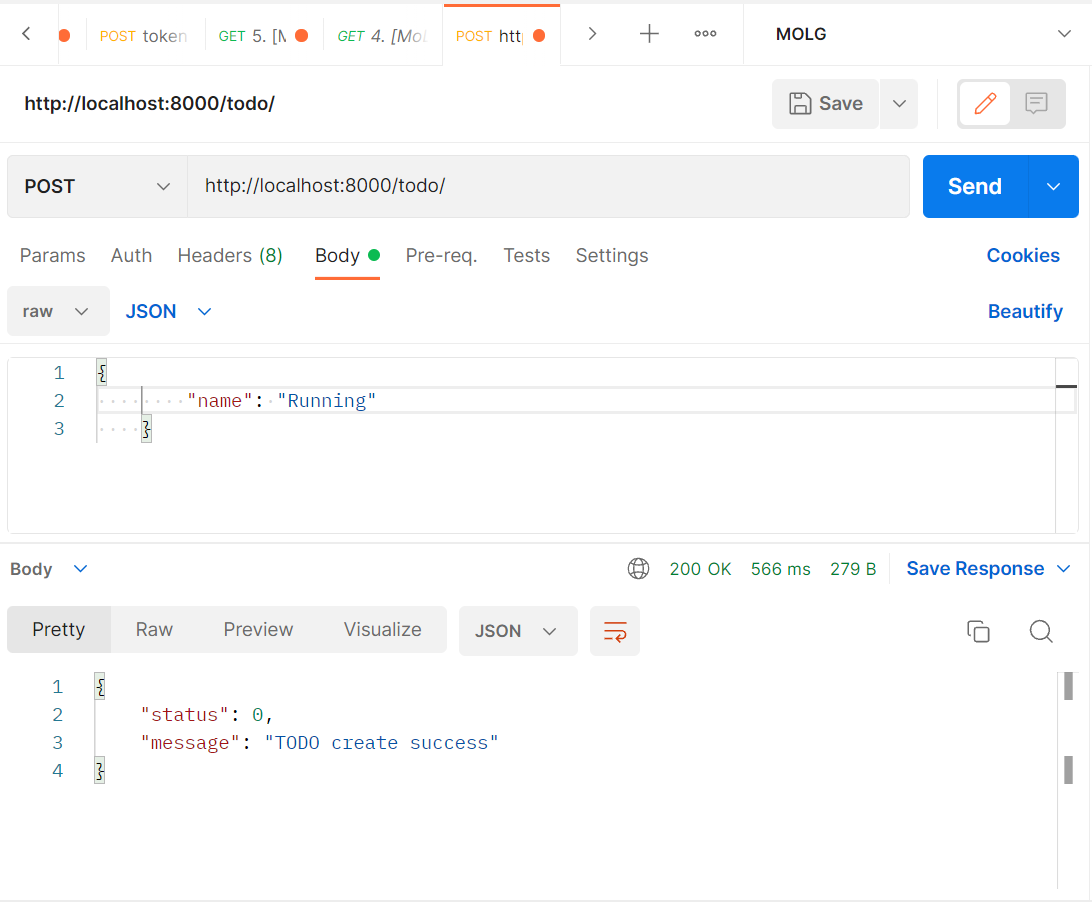 POST token GET 5. [M GET 4. [Mol POST htt MOLG
http://localhost:8000/todo/ Save
POST http://localhost:8000/todo/ Send
Params Auth Headers (8) Body Pre-req. Tests Settings Cookies
raw JSON Beautify
1 {
2 "name": "Running"
3 }
Body 200 OK 566 ms 279 B Save Response
Pretty Raw Preview Visualize JSON
1 {
2 "status": 0,
3 "message": "TODO create success"
4 }